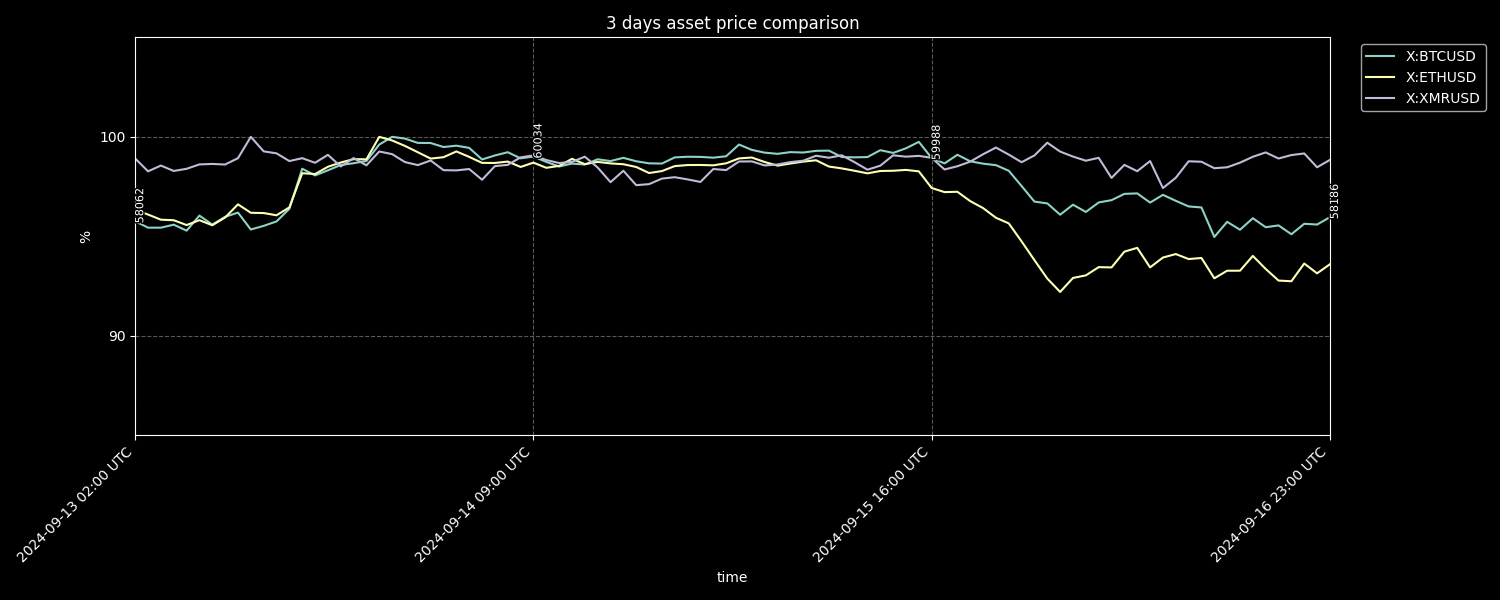 3 days asset price comparison
X:BTCUSD
X:ETHUSD
X:XMRUSD
100
90
%
58062
60034
59988
58186
2024-09-13 02:00 UTC
2024-09-14 09:00 UTC
2024-09-15 16:00 UTC
2024-09-16 23:00 UTC
time